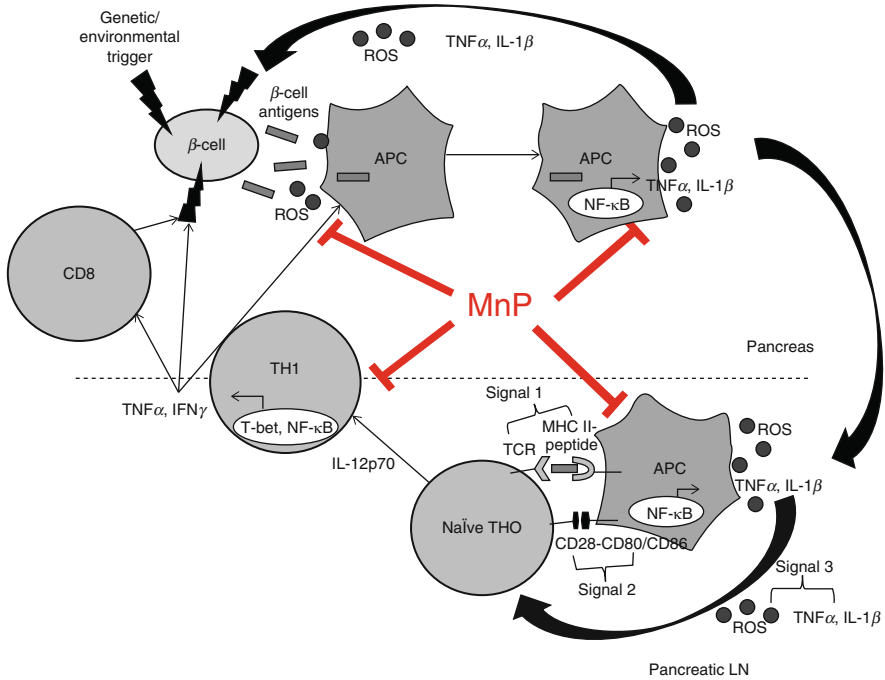 Genetic/
environmental
trigger
ROS
TNFα, IL-1β
β-cell
antigens
β-cell
APC
APC
ROS
ROS
TNFα, IL-1β
NF-κB
CD8
MnP
TH1
Pancreas
TNFα, IFNγ
T-bet, NF-κB
Signal 1
MHC II-
peptide
TCR
ROS
IL-12p70
APC
TNFα, IL-1β
NF-κB
NaÏve THO
CD28-CD80/CD86
Signal 2
Signal 3
ROS
TNFα, IL-1β
Pancreatic LN